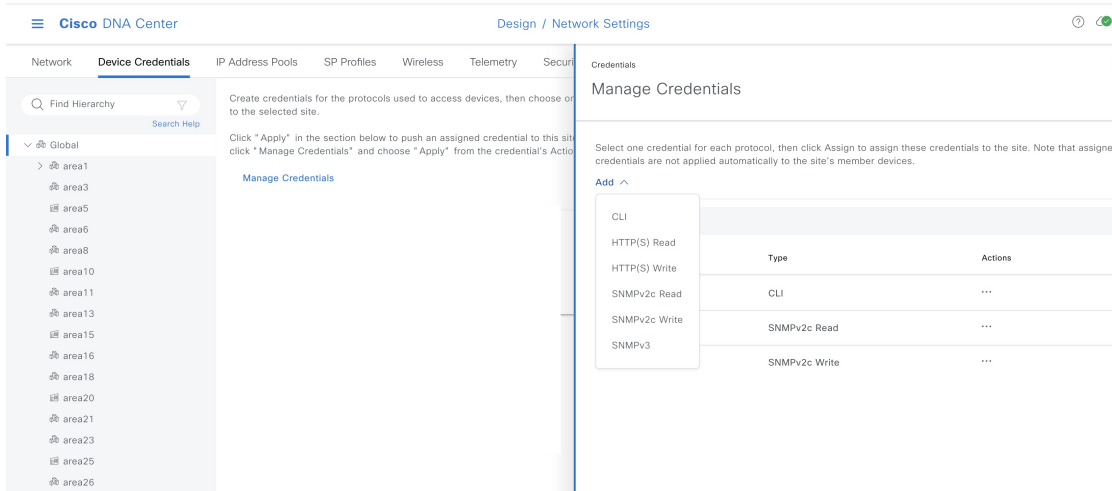 Cisco DNA Center
Design / Network Settings
Network Device Credentials IP Address Pools SP Profiles Wireless Telemetry Securi
Find Hierarchy
Search Help
Global
area1
area3
area5
area6
area8
area10
area11
area13
area15
area16
area18
area20
area21
area23
area25
area26
Create credentials for the protocols used to access devices, then choose on
to the selected site.
Click "Apply" in the section below to push an assigned credential to this site
click "Manage Credentials" and choose "Apply" from the credential's Actio
Manage Credentials
Credentials
Manage Credentials
Select one credential for each protocol, then click Assign to assign these credentials to the site. Note that assigne
credentials are not applied automatically to the site's member devices.
Add
CLI
HTTP(S) Read
HTTP(S) Write
SNMPv2c Read
SNMPv2c Write
SNMPv3
Type Actions
CLI ...
SNMPv2c Read ...
SNMPv2c Write ...